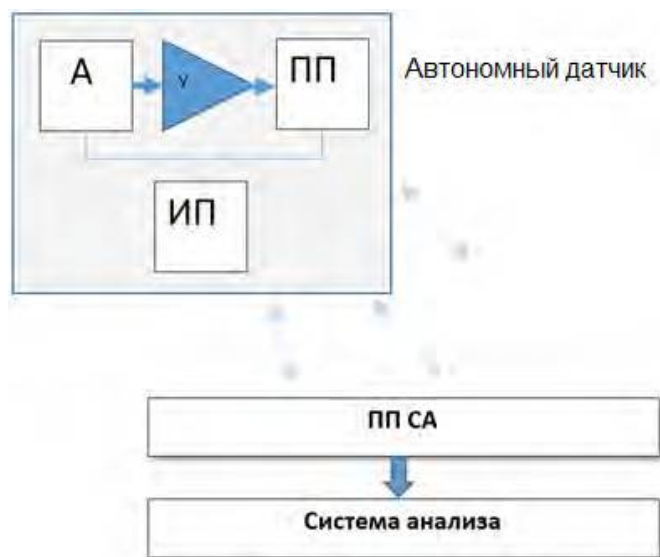 А
У
ПП
Автономный датчик
ИП
ПП СА
Система анализа